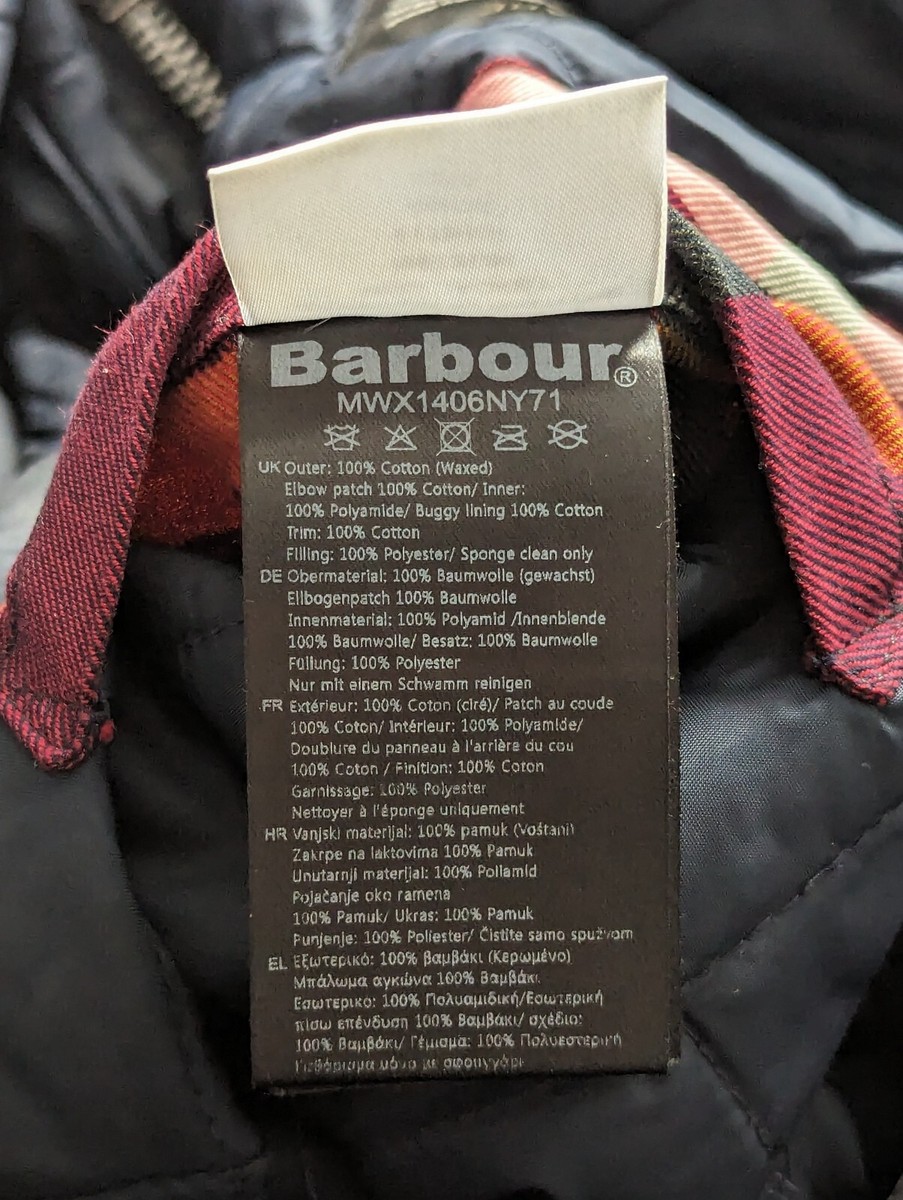 Barbour®
MWX1406NY71
UK Outer: 100% Cotton (Waxed)
Elbow patch 100% Cotton/ Inner:
100% Polyamide/ Buggy lining 100% Cotton
Trim: 100% Cotton
Filling: 100% Polyester/ Sponge clean only
DE Obermaterial: 100% Baumwolle (gewachst)
Ellbogenpatch 100% Baumwolle
Innenmaterial: 100% Polyamid /Innenblende
100% Baumwolle/ Besatz: 100% Baumwolle
Füllung: 100% Polyester
Nur mit einem Schwamm reinigen
FR Extérieur: 100% Coton (ciré)/ Patch au coude
100% Coton/ Intérieur: 100% Polyamide/
Doublure du panneau à l'arrière du cou
100% Coton / Finition: 100% Coton
Garnissage: 100% Polyester
Nettoyer à l'éponge uniquement
HR Vanjski materijal: 100% pamuk (Voštani)
Zakrpe na laktovima 100% Pamuk
Unutarnji materijal: 100% Poliamid
Pojačanje oko ramena
100% Pamuk/ Ukras: 100% Pamuk
Punjenje: 100% Poliester/ Čistite samo spužvom
EL Εξωτερικό: 100% βαμβάκι (Κερωμένο)
Μπάλωμα αγκώνα 100% Βαμβάκι
Εσωτερικο: 100% Πολυαμιδική/Εσωτερική
πίσω επένδυση 100% Βαμβάκι/ σχέδιο:
100% Βαμβάκι/ Γέμισμα: 100% Πολυεστερική
μόνο με σφουγγάρι